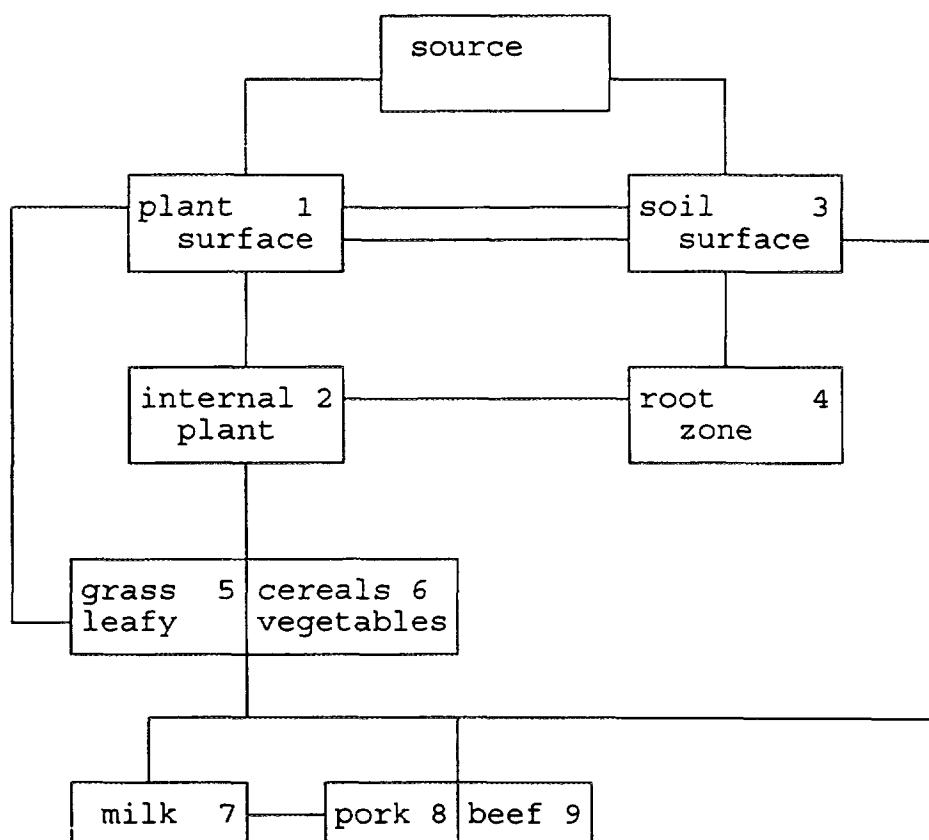 source
plant 1
surface
soil 3
surface
internal 2
plant
root 4
zone
grass 5
leafy
cereals 6
vegetables
milk 7
pork 8
beef 9